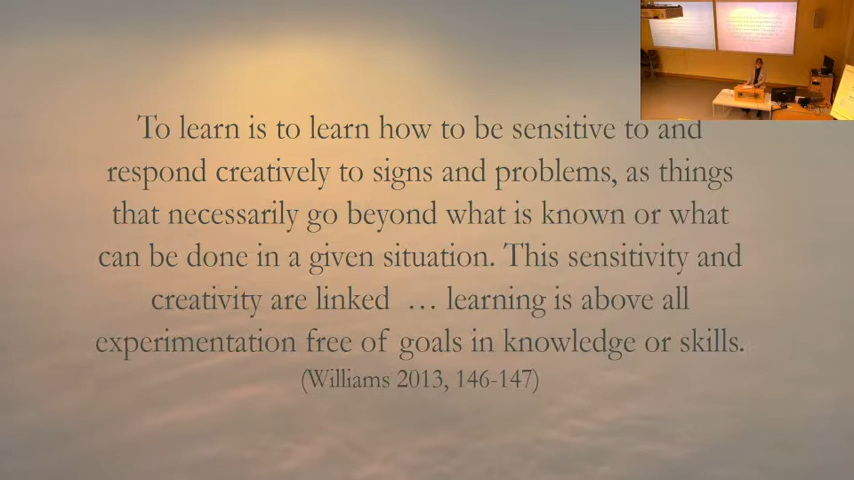 To learn is to learn how to be sensitive to and
respond creatively to signs and problems, as things
that necessarily go beyond what is known or what
can be done in a given situation. This sensitivity and
creativity are linked … learning is above all
experimentation free of goals in knowledge or skills.
(Williams 2013, 146-147)